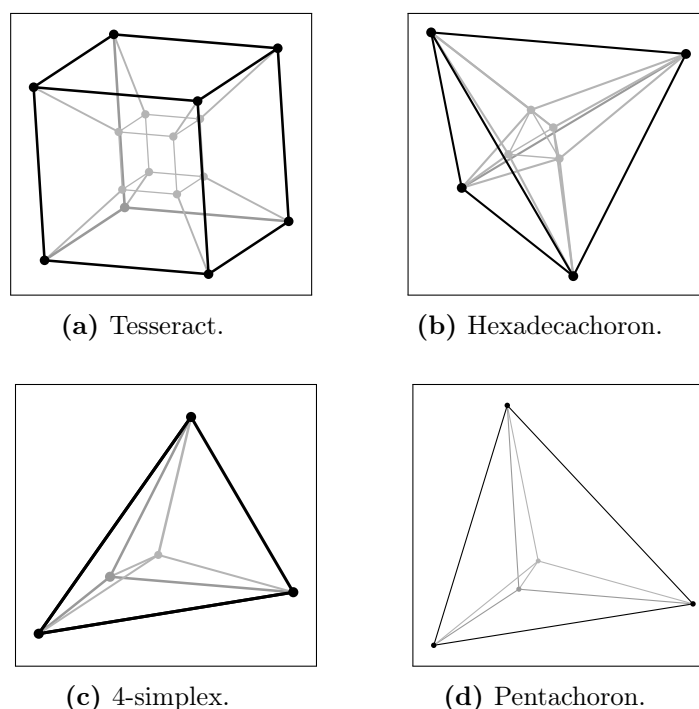 (a) Tesseract.
(b) Hexadecachoron.
(c) 4-simplex.
(d) Pentachoron.